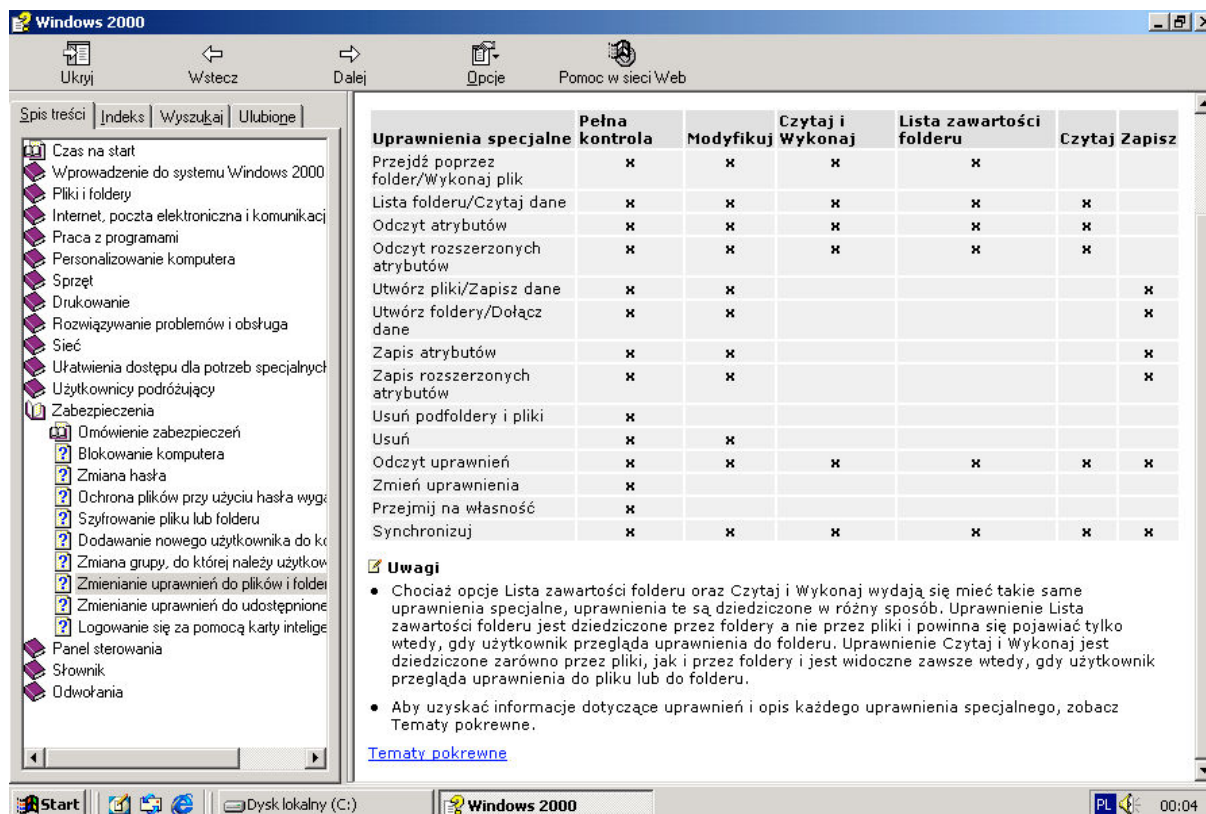 Windows 2000
Ukryj Wstecz Dalej Opcje Pomoc w sieci Web
Spis treści Indeks Wyszukaj Ulubione
Czas na start
Wprowadzenie do systemu Windows 2000
Pliki i foldery
Internet, poczta elektroniczna i komunikacj
Praca z programami
Personalizowanie komputera
Sprzęt
Drukowanie
Rozwiązywanie problemów i obsługa
Sieć
Ułatwienia dostępu dla potrzeb specjalnych
Użytkownicy podróżujący
Zabezpieczenia
Omówienie zabezpieczeń
Blokowanie komputera
Zmiana hasła
Ochrona plików przy użyciu hasła wyga
Szyfrowanie pliku lub folderu
Dodawanie nowego użytkownika do ko
Zmiana grupy, do której należy użytkow
Zmienianie uprawnień do plików i folder
Zmienianie uprawnień do udostępnione
Logowanie się za pomocą karty intelige
Panel sterowania
Słownik
Odwołania
Uprawnienia specjalne Pełna kontrola Modyfikuj Czytaj i Wykonaj Lista zawartości folderu Czytaj Zapisz
Przejdź poprzez folder/Wykonaj plik x x x x
Lista folderu/Czytaj dane x x x x x
Odczyt atrybutów x x x x x
Odczyt rozszerzonych atrybutów x x x x x
Utwórz pliki/Zapisz dane x x x
Utwórz foldery/Dołącz dane x x x
Zapis atrybutów x x x
Zapis rozszerzonych atrybutów x x x
Usuń podfoldery i pliki x
Usuń x x
Odczyt uprawnień x x x x x x
Zmień uprawnienia x
Przejmij na własność x
Synchronizuj x x x x x x
Uwagi
• Chociaż opcje Lista zawartości folderu oraz Czytaj i Wykonaj wydają się mieć takie same
uprawnienia specjalne, uprawnienia te są dziedziczone w różny sposób. Uprawnienie Lista
zawartości folderu jest dziedziczone przez foldery a nie przez pliki i powinna się pojawiać tylko
wtedy, gdy użytkownik przegląda uprawnienia do folderu. Uprawnienie Czytaj i Wykonaj jest
dziedziczone zarówno przez pliki, jak i przez foldery i jest widoczne zawsze wtedy, gdy użytkownik
przegląda uprawnienia do pliku lub do folderu.
• Aby uzyskać informacje dotyczące uprawnień i opis każdego uprawnienia specjalnego, zobacz
Tematy pokrewne.
Tematy pokrewne
Start Dysk lokalny (C:) Windows 2000 PL 00:04